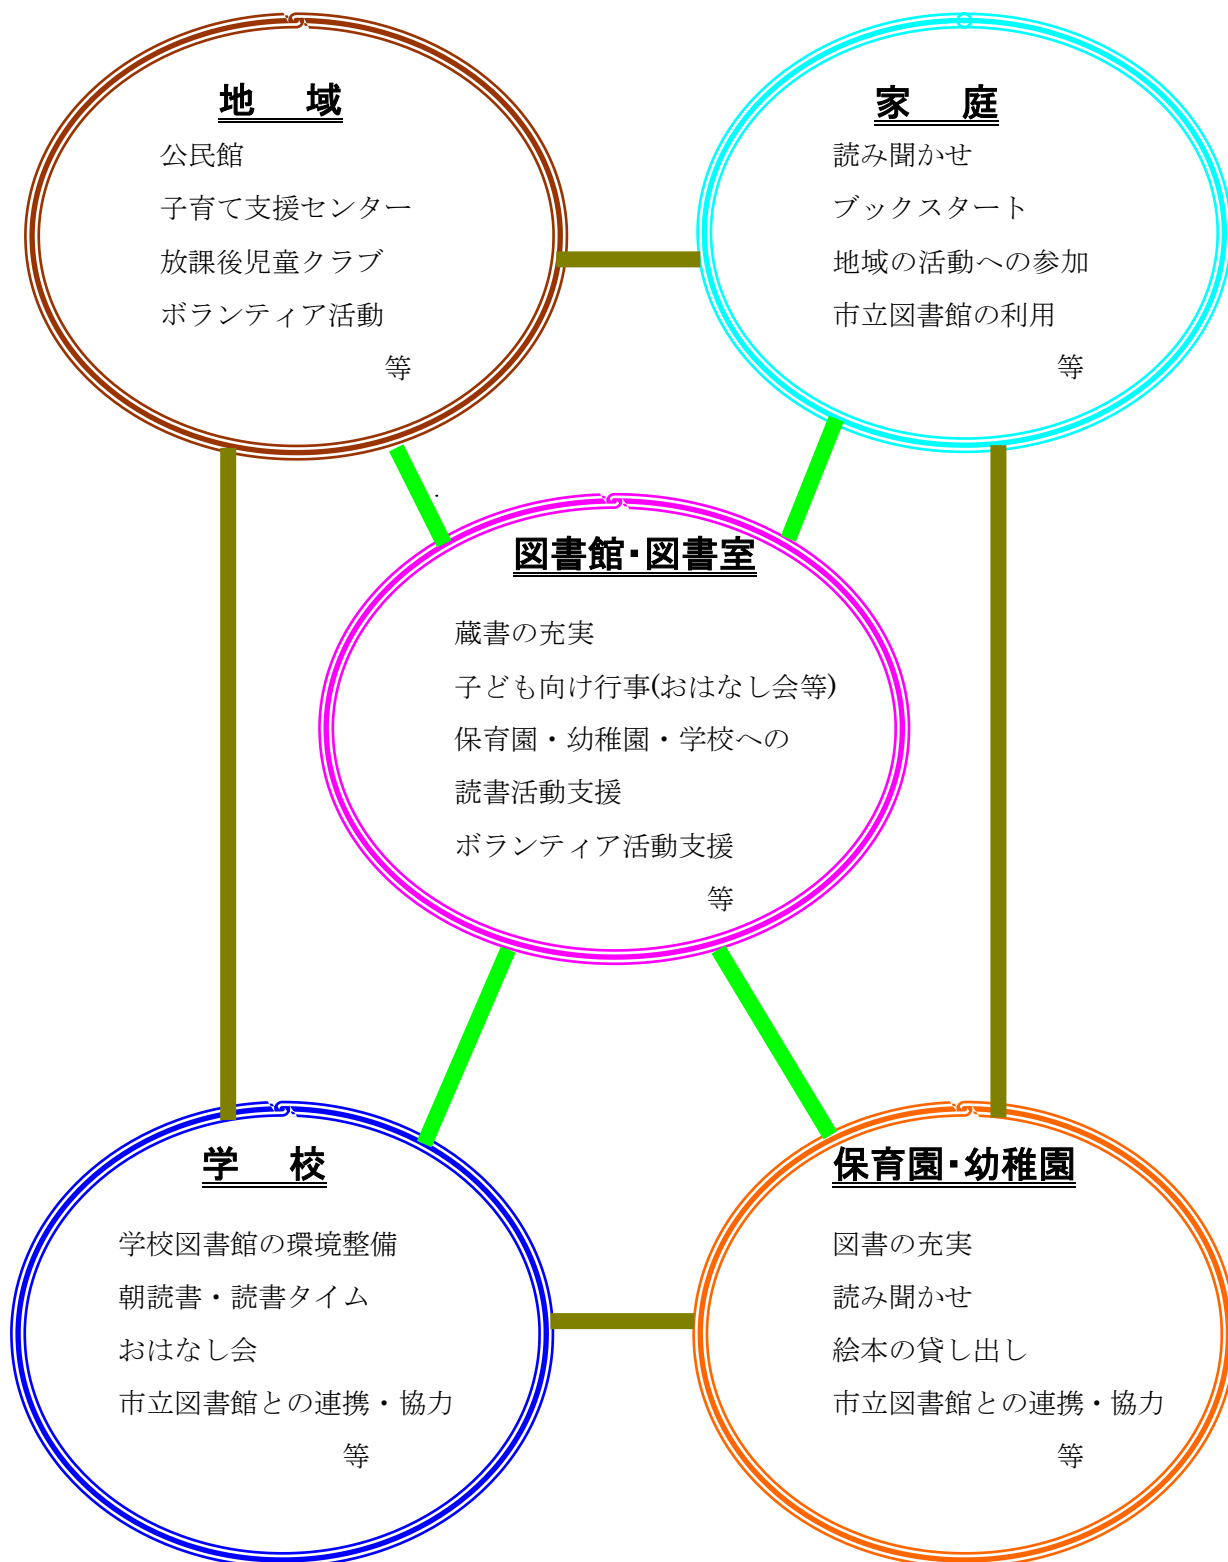 地　域
公民館
子育て支援センター
放課後児童クラブ
ボランティア活動
等
家　庭
読み聞かせ
ブックスタート
地域の活動への参加
市立図書館の利用
等
図書館・図書室
蔵書の充実
子ども向け行事(おはなし会等)
保育園・幼稚園・学校への
読書活動支援
ボランティア活動支援
等
学　校
学校図書館の環境整備
朝読書・読書タイム
おはなし会
市立図書館との連携・協力
等
保育園・幼稚園
図書の充実
読み聞かせ
絵本の貸し出し
市立図書館との連携・協力
等